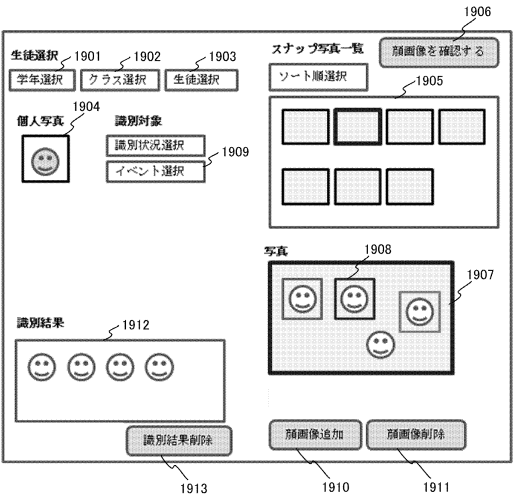 1906
生徒選択 1901 1902 1903
学年選択 クラス選択 生徒選択
スナップ写真一覧 顔画像を確認する
ソート順選択
1905
個人写真 1904 識別対象
識別状況選択
イベント選択 1909
写真 1908
1907
識別結果 1912
識別結果削除
1913
顔画像追加 顔画像削除
1910 1911